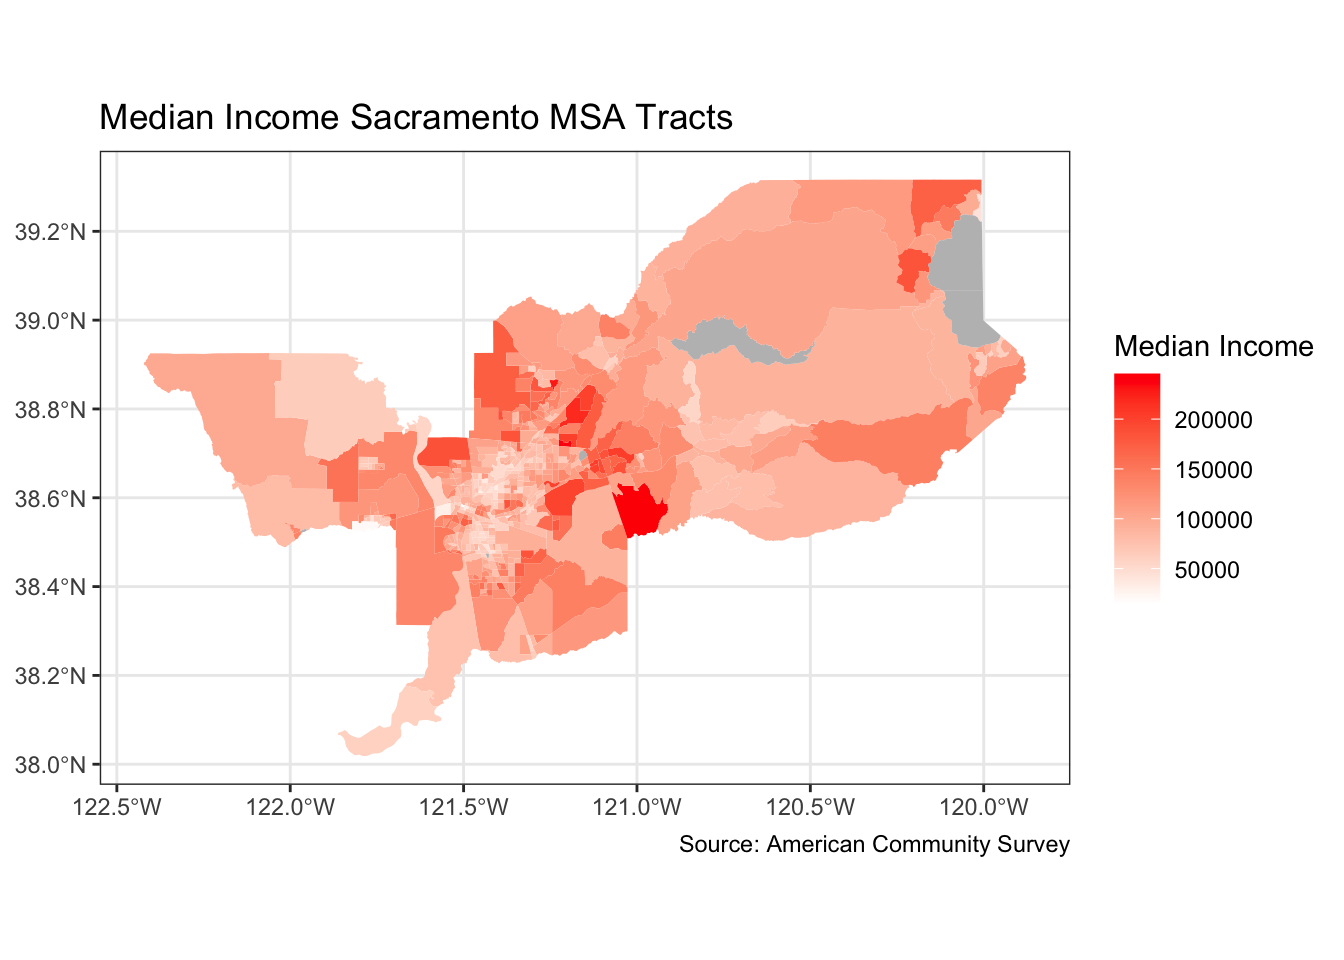 Median Income Sacramento MSA Tracts
39.2°N
39.0°N
38.8°N
38.6°N
38.4°N
38.2°N
38.0°N
122.5°W 122.0°W 121.5°W 121.0°W 120.5°W 120.0°W
Median Income
200000
150000
100000
50000
Source: American Community Survey